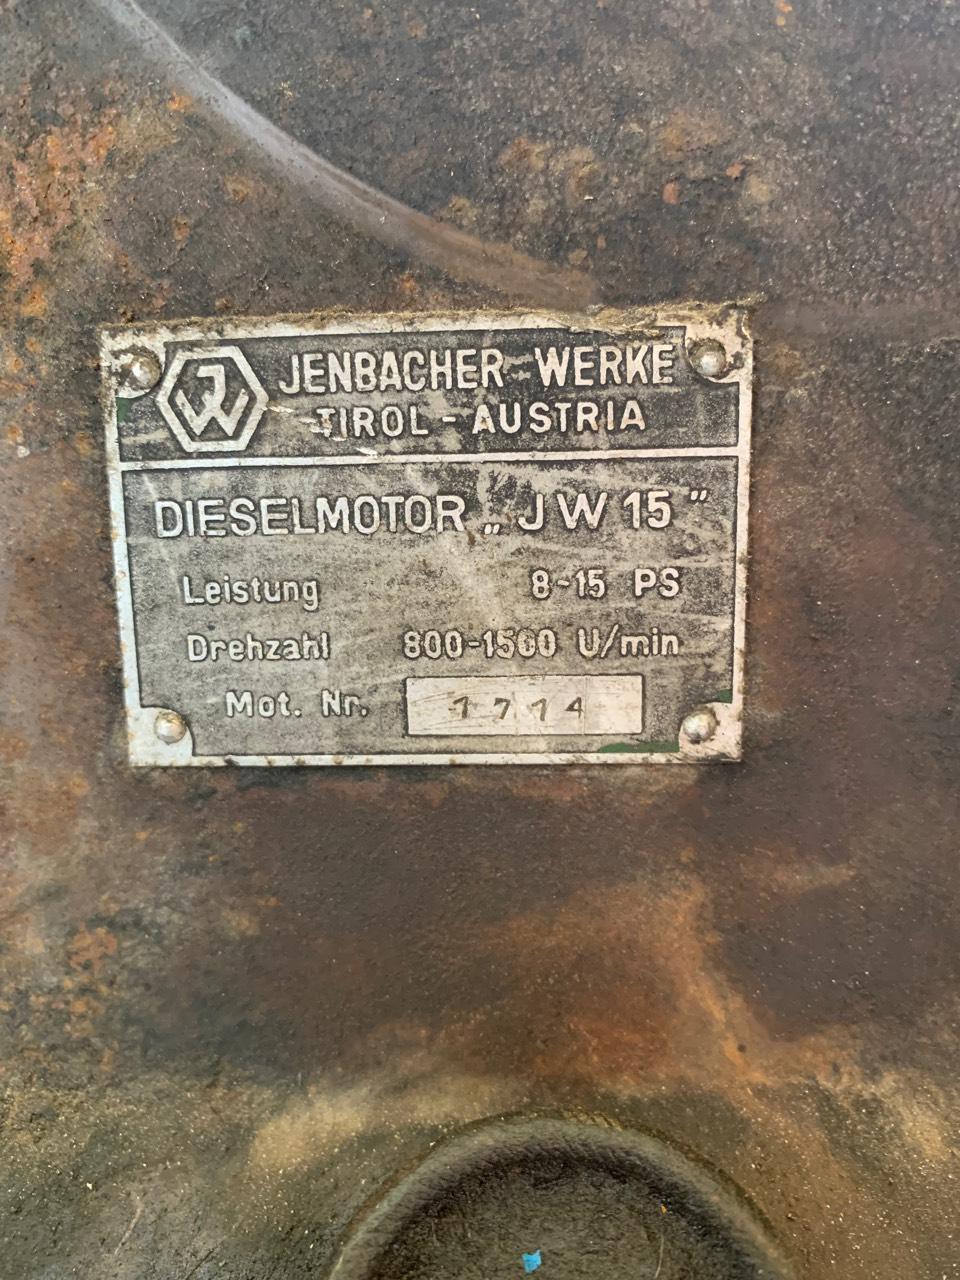 JW
JENBACHER WERKE
TIROL - AUSTRIA
DIESELMOTOR „JW 15"
Leistung 8-15 PS
Drehzahl 800-1500 U/min
Mot. Nr. 1714